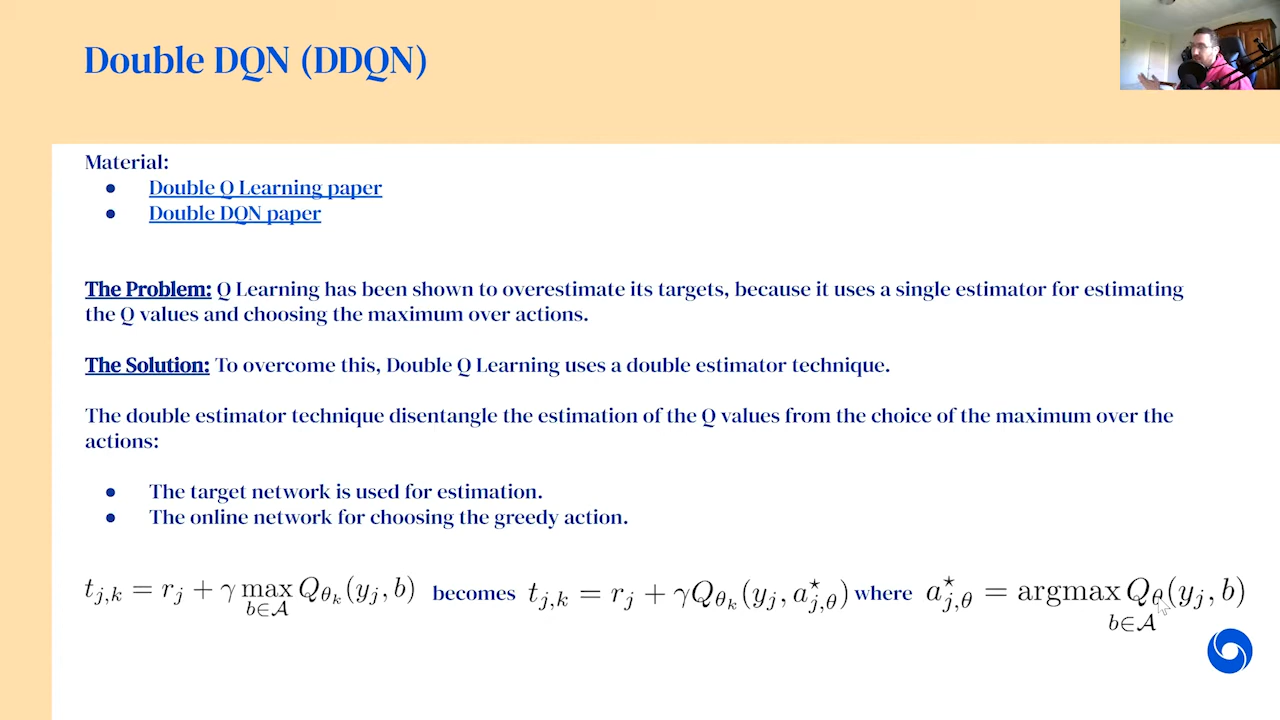 Double DQN (DDQN)
Material:
● Double Q Learning paper
● Double DQN paper
The Problem: Q Learning has been shown to overestimate its targets, because it uses a single estimator for estimating
the Q values and choosing the maximum over actions.
The Solution: To overcome this, Double Q Learning uses a double estimator technique.
The double estimator technique disentangle the estimation of the Q values from the choice of the maximum over the
actions:
● The target network is used for estimation.
● The online network for choosing the greedy action.
t_{j,k} = r_j + γ max_{b∈𝒜} Q_{θ_k}(y_j, b) becomes t_{j,k} = r_j + γQ_{θ_k}(y_j, a^⋆_{j,θ}) where a^⋆_{j,θ} = argmax_{b∈𝒜} Q_θ(y_j, b)